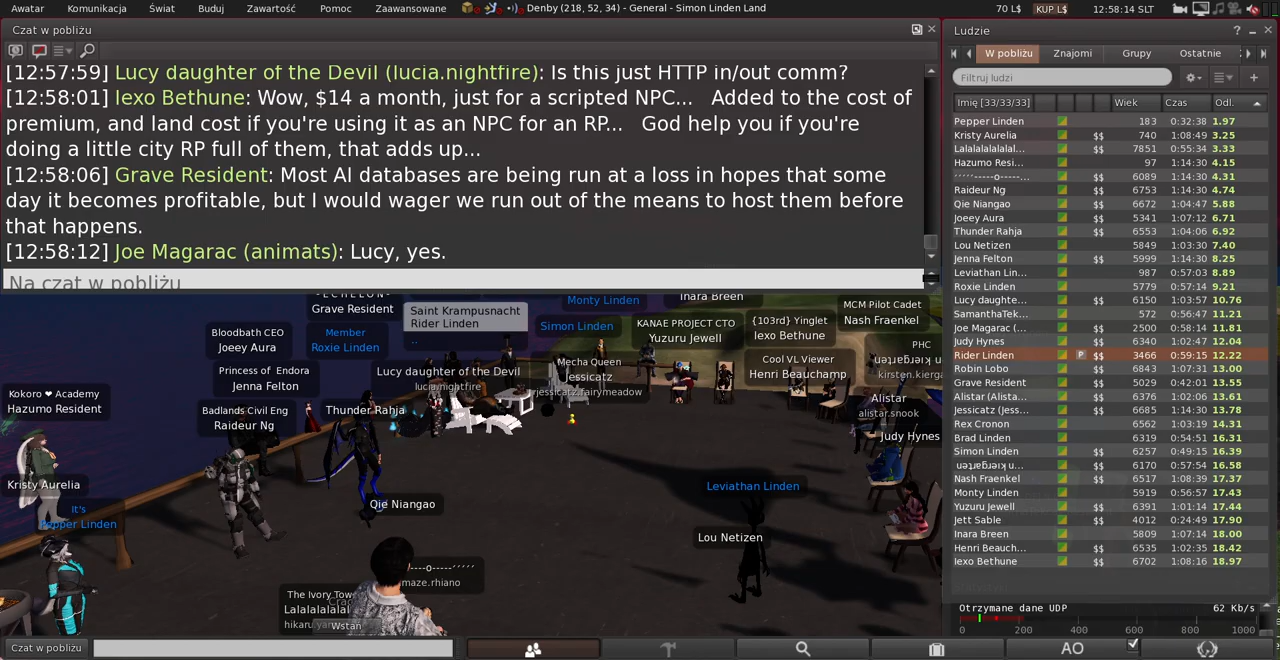 Awatar Komunikacja Świat Buduj Zawartość Pomoc Zaawansowane Denby (218, 52, 34) - General - Simon Linden Land 70 L$ KUP L$ 12:58:14 SLT
Czat w pobliżu
[12:57:59] Lucy daughter of the Devil (lucia.nightfire): Is this just HTTP in/out comm?
[12:58:01] Iexo Bethune: Wow, $14 a month, just for a scripted NPC... Added to the cost of
premium, and land cost if you're using it as an NPC for an RP... God help you if you're
doing a little city RP full of them, that adds up...
[12:58:06] Grave Resident: Most AI databases are being run at a loss in hopes that some
day it becomes profitable, but I would wager we run out of the means to host them before
that happens.
[12:58:12] Joe Magarac (animats): Lucy, yes.
Na czat w pobliżu
-ECHELON-
Grave Resident
Saint Krampusnacht
Rider Linden
..
Monty Linden
Inara Breen
MCM Pilot Cadet
Nash Fraenkel
Bloodbath CEO
Joeey Aura
Member
Roxie Linden
Simon Linden
KANAE PROJECT CTO
Yuzuru Jewell
{103rd} Yinglet
Iexo Bethune
PHC
kirsten.kierga
Princess of Endora
Jenna Felton
Lucy daughter of the Devil
lucia.nightfire
Mecha Queen
Jessicatz
jessicatz.fairymeadow
Cool VL Viewer
Henri Beauchamp
Kokoro ❤ Academy
Hazumo Resident
Badlands Civil Eng
Raideur Ng
Thunder Rahja
Alistar
alistar.snook
Judy Hynes
Kristy Aurelia
It's
Pepper Linden
Qie Niangao
Leviathan Linden
Lou Netizen
maze.rhiano
The Ivory Tow
Lalalalalalal
hikaru.yar
Wstań
Czat w pobliżu
AO
Ludzie ? _ ×
W pobliżu Znajomi Grupy Ostatnie
Filtruj ludzi
Imię [33/33/33] Wiek Czas Odl.
Pepper Linden 183 0:32:38 1.97
Kristy Aurelia $$ 740 1:08:49 3.25
Lalalalalalal... $$ 7851 0:55:34 3.33
Hazumo Resi... 97 1:14:30 4.15
´´´´´-----o-----... $$ 6089 1:14:30 4.31
Raideur Ng $$ 6753 1:14:30 4.74
Qie Niangao $$ 6672 1:04:47 5.88
Joeey Aura $$ 5341 1:07:12 6.71
Thunder Rahja $$ 6553 1:04:06 6.92
Lou Netizen 5849 1:03:30 7.40
Jenna Felton $$ 5999 1:14:30 8.25
Leviathan Lin... 987 0:57:03 8.89
Roxie Linden 5779 0:57:14 9.21
Lucy daughte... $$ 6150 1:03:57 10.76
SamanthaTek... 572 0:56:47 11.21
Joe Magarac (... $$ 2500 0:58:14 11.81
Judy Hynes $$ 6340 1:02:47 12.04
Rider Linden P $$ 3466 0:59:15 12.22
Robin Lobo $$ 6843 1:07:31 13.00
Grave Resident $$ 5029 0:42:01 13.55
Alistar (Alista... $$ 6376 1:02:06 13.61
Jessicatz (Jess... $$ 6685 1:14:30 13.78
Rex Cronon 6562 1:03:19 14.31
Brad Linden 6319 0:54:51 16.31
Simon Linden $$ 6257 0:49:15 16.39
$$ 6170 0:57:54 16.58
Nash Fraenkel $$ 6517 1:08:39 17.37
Monty Linden 5919 0:56:57 17.43
Yuzuru Jewell $$ 6391 1:01:14 17.44
Jett Sable $$ 4012 0:24:49 17.90
Inara Breen 5809 1:07:14 18.00
Henri Beauch... $$ 6535 1:02:35 18.42
Iexo Bethune $$ 6702 1:08:16 18.97
Otrzymane dane UDP 62 Kb/s
0 200 400 600 800 1000